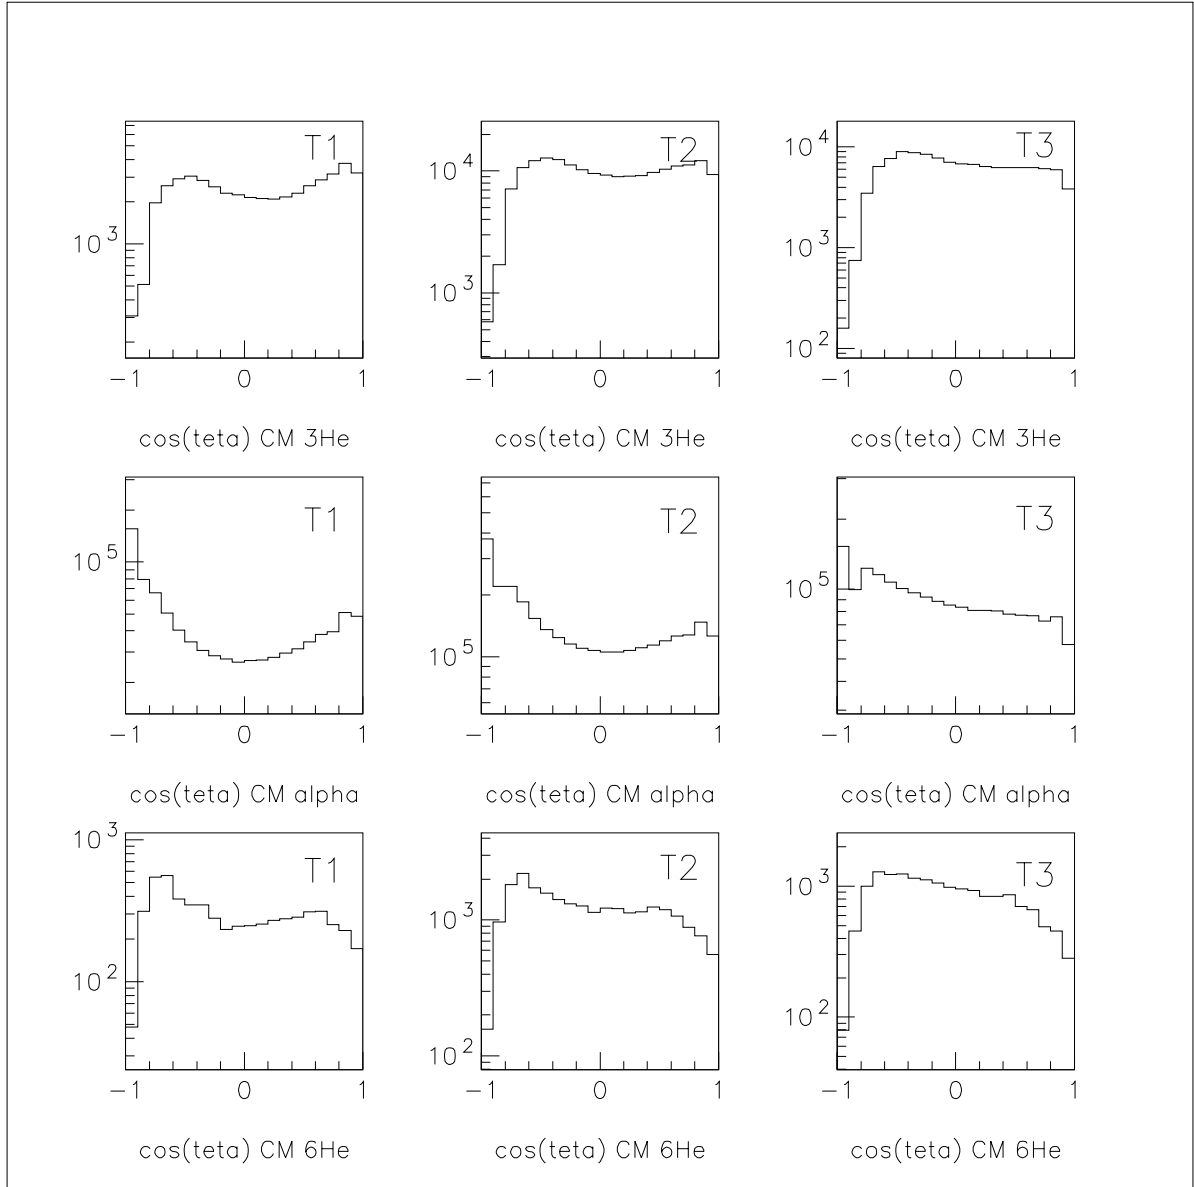 T1 T2 T3
10^4 10^4
10^3 10^3 10^3
10^2
−1 0 1 −1 0 1 −1 0 1
cos(teta) CM 3He cos(teta) CM 3He cos(teta) CM 3He
T1 T2 T3
10^5 10^5 10^5
−1 0 1 −1 0 1 −1 0 1
cos(teta) CM alpha cos(teta) CM alpha cos(teta) CM alpha
10^3 T1 T2 T3
10^3 10^3
10^2 10^2 10^2
−1 0 1 −1 0 1 −1 0 1
cos(teta) CM 6He cos(teta) CM 6He cos(teta) CM 6He